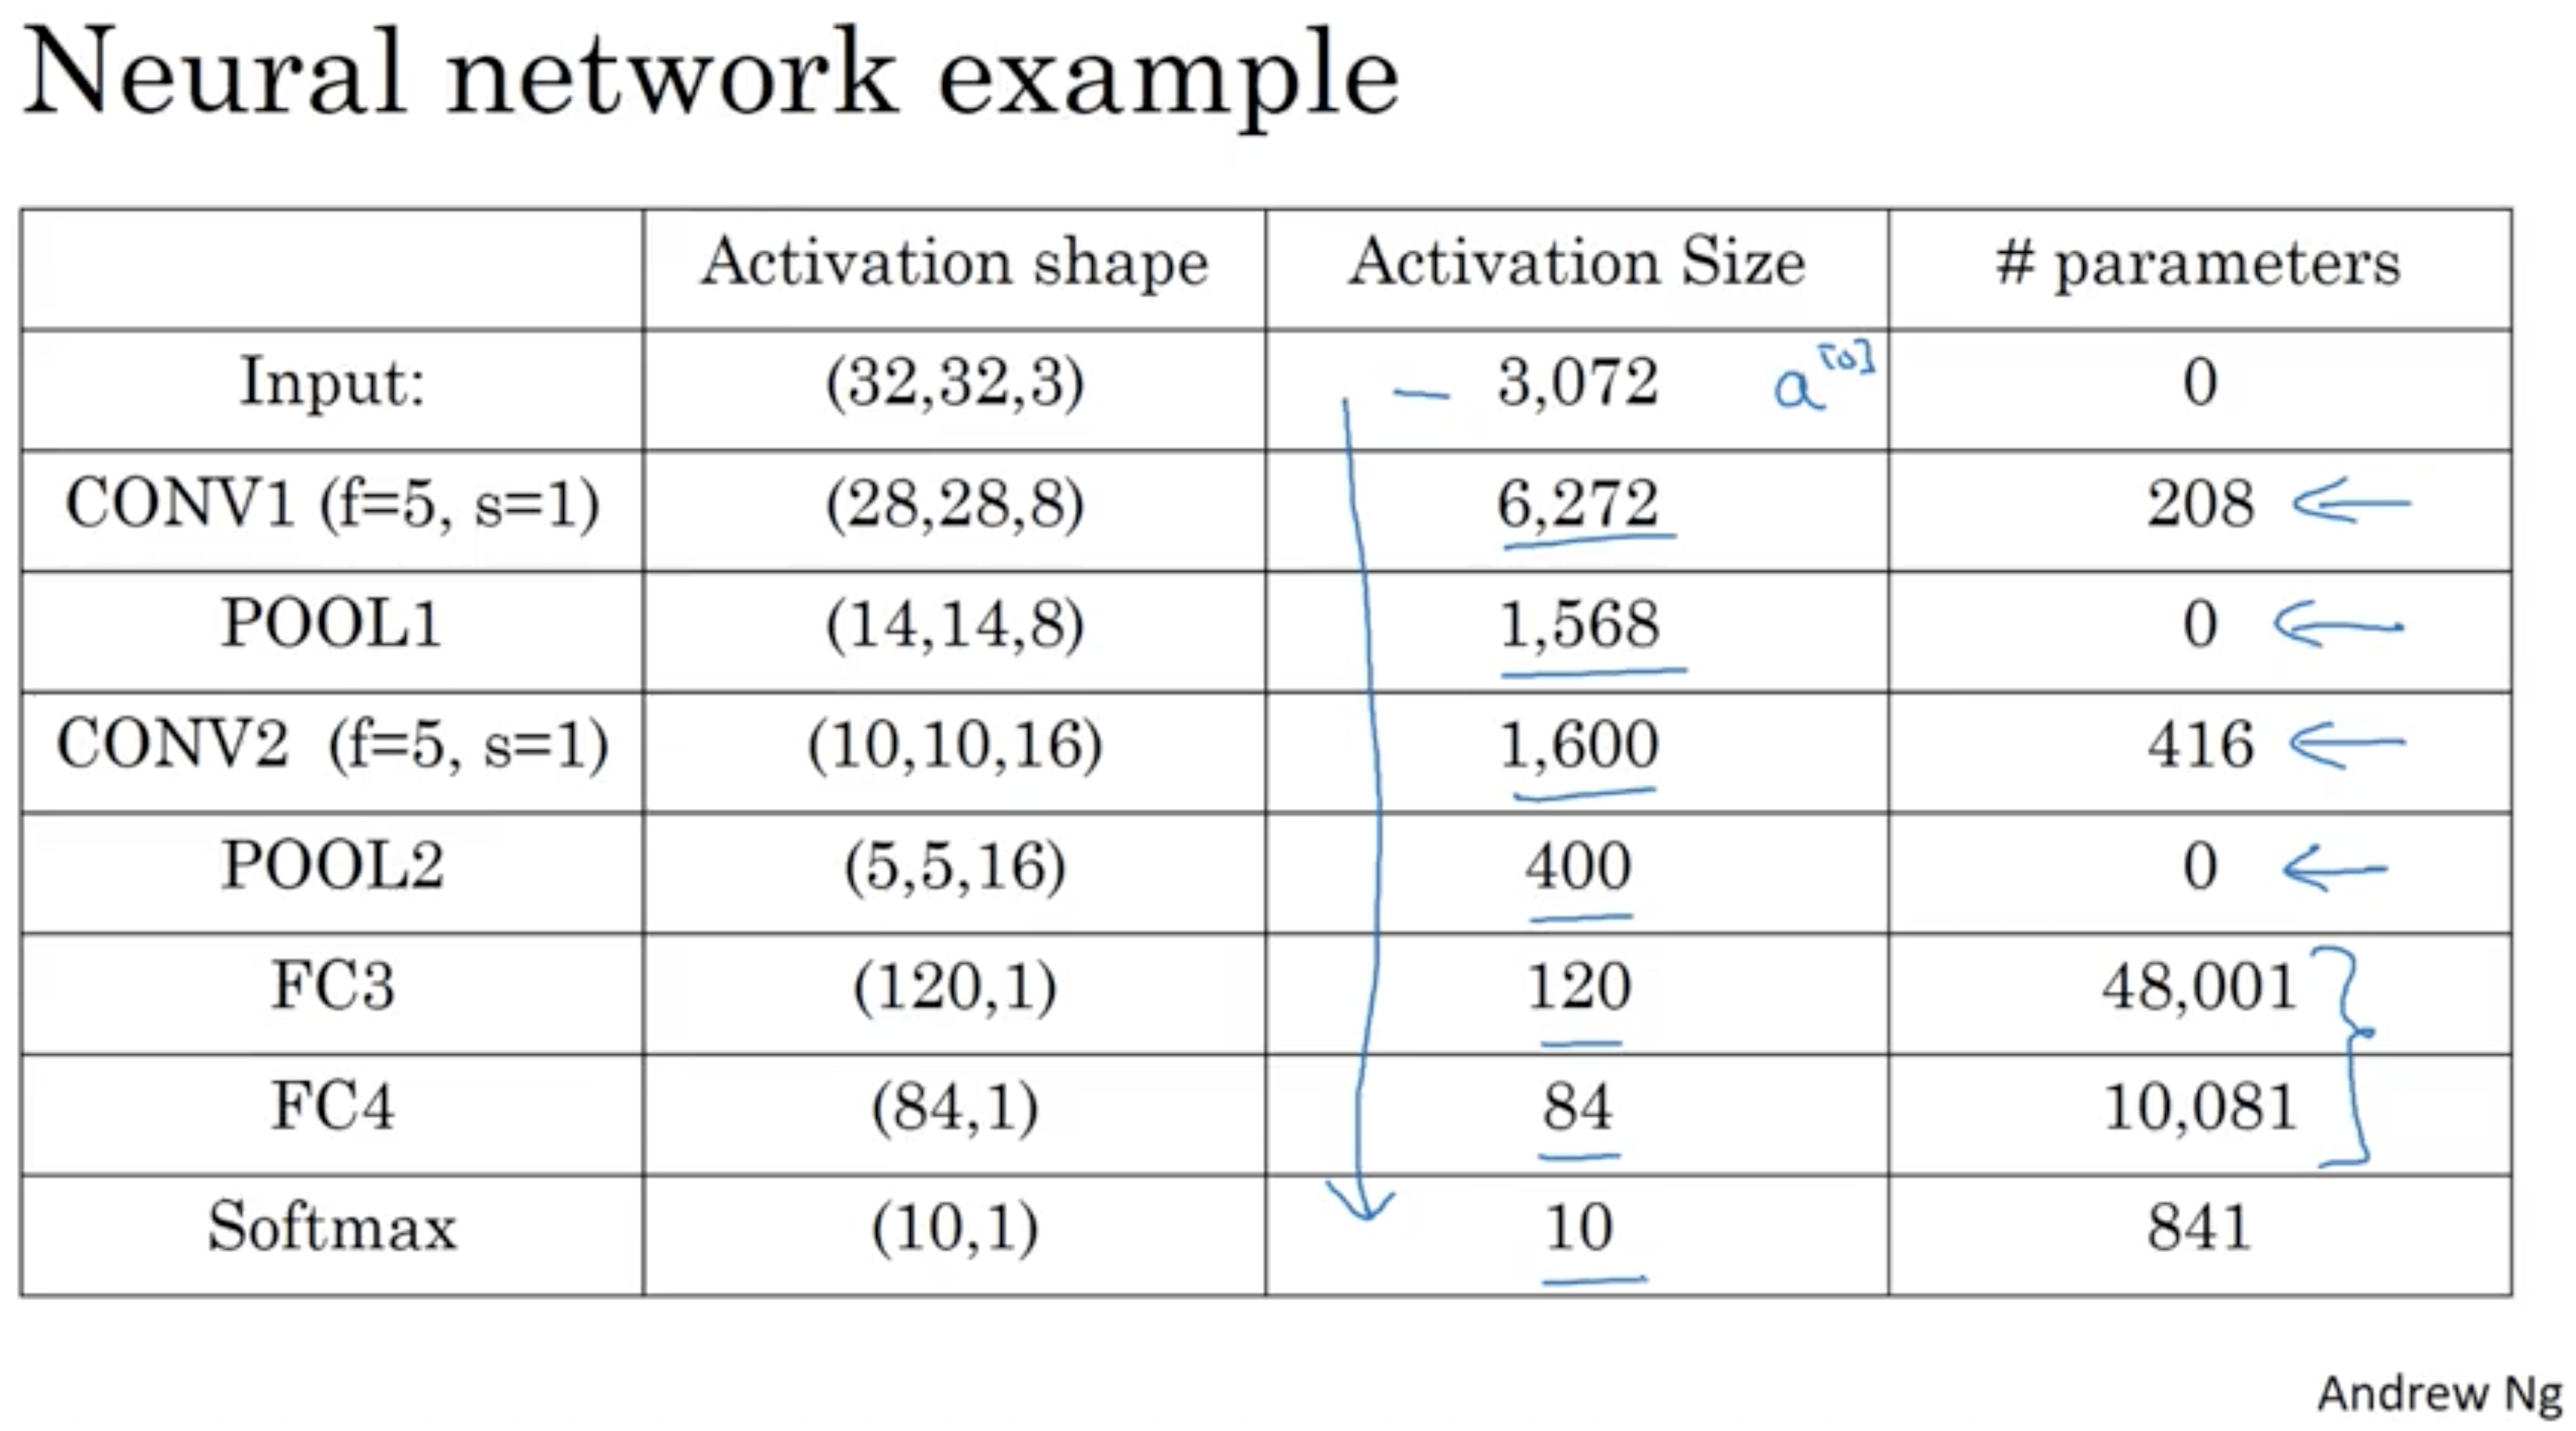 Neural network example
Activation shape Activation Size # parameters
Input: (32,32,3) – 3,072 a[0] 0
CONV1 (f=5, s=1) (28,28,8) 6,272 208
POOL1 (14,14,8) 1,568 0
CONV2 (f=5, s=1) (10,10,16) 1,600 416
POOL2 (5,5,16) 400 0
FC3 (120,1) 120 48,001
FC4 (84,1) 84 10,081
Softmax (10,1) 10 841
Andrew Ng